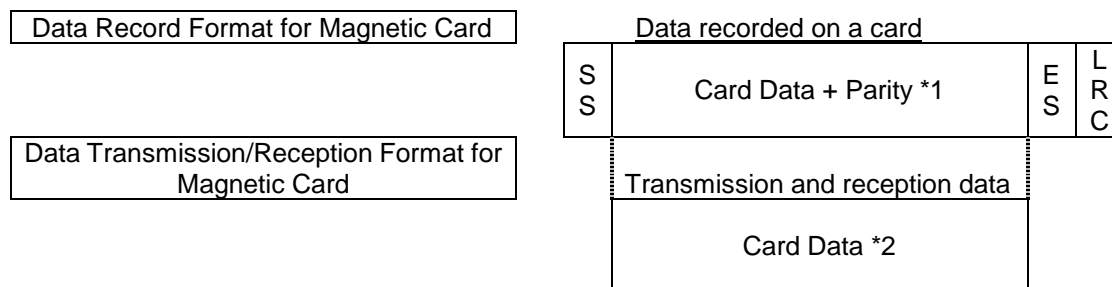 Data Record Format for Magnetic Card
Data recorded on a card
S
S
Card Data + Parity *1
E
S
L
R
C
Data Transmission/Reception Format for
Magnetic Card
Transmission and reception data
Card Data *2